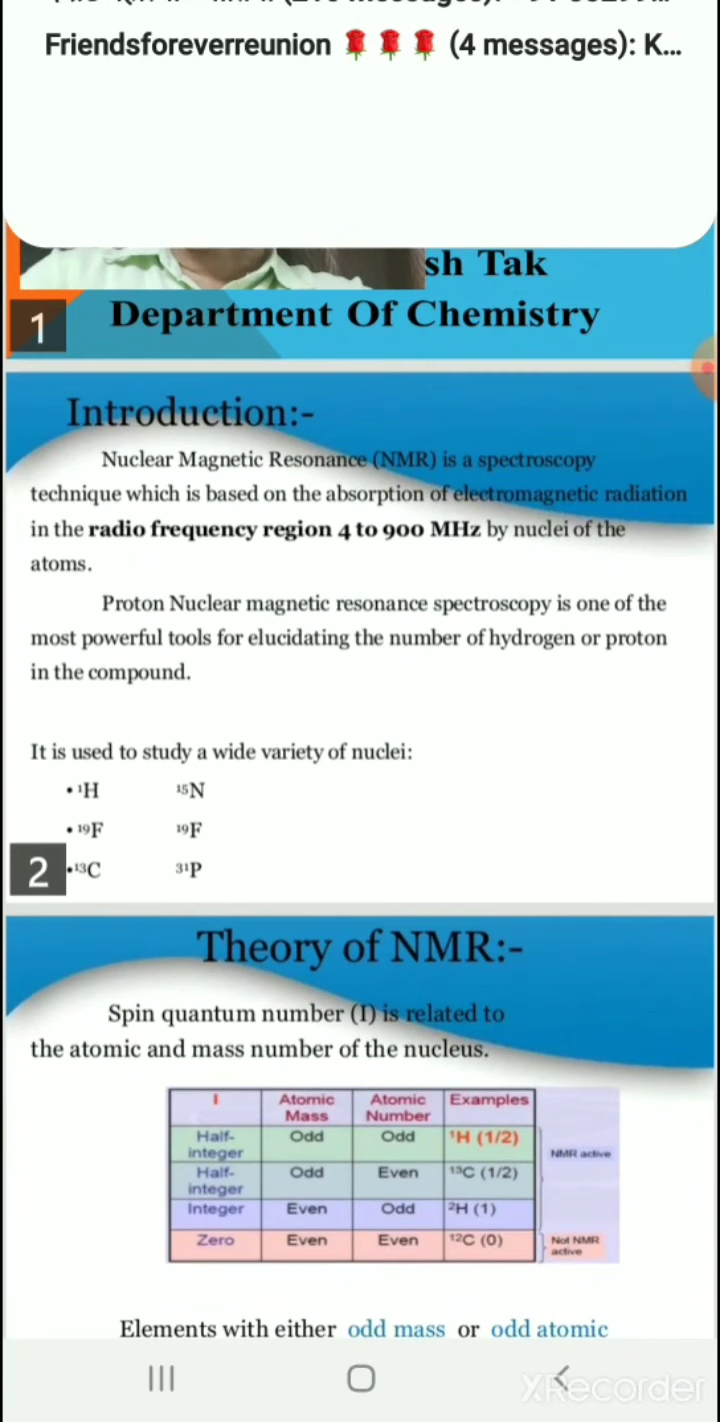 Friendsforeverreunion 🌹🌹🌹 (4 messages): K...
sh Tak
Department Of Chemistry
1
Introduction:-
Nuclear Magnetic Resonance (NMR) is a spectroscopy
technique which is based on the absorption of electromagnetic radiation
in the radio frequency region 4 to 900 MHz by nuclei of the
atoms.
Proton Nuclear magnetic resonance spectroscopy is one of the
most powerful tools for elucidating the number of hydrogen or proton
in the compound.
It is used to study a wide variety of nuclei:
• ¹H ¹⁵N
• ¹⁹F ¹⁹F
2 •¹³C ³¹P
Theory of NMR:-
Spin quantum number (I) is related to
the atomic and mass number of the nucleus.
I Atomic Mass Atomic Number Examples
Half-integer Odd Odd ¹H (1/2)
Half-integer Odd Even ¹³C (1/2)
Integer Even Odd ²H (1)
Zero Even Even ¹²C (0)
NMR active
Not NMR active
Elements with either odd mass or odd atomic
XRecorder